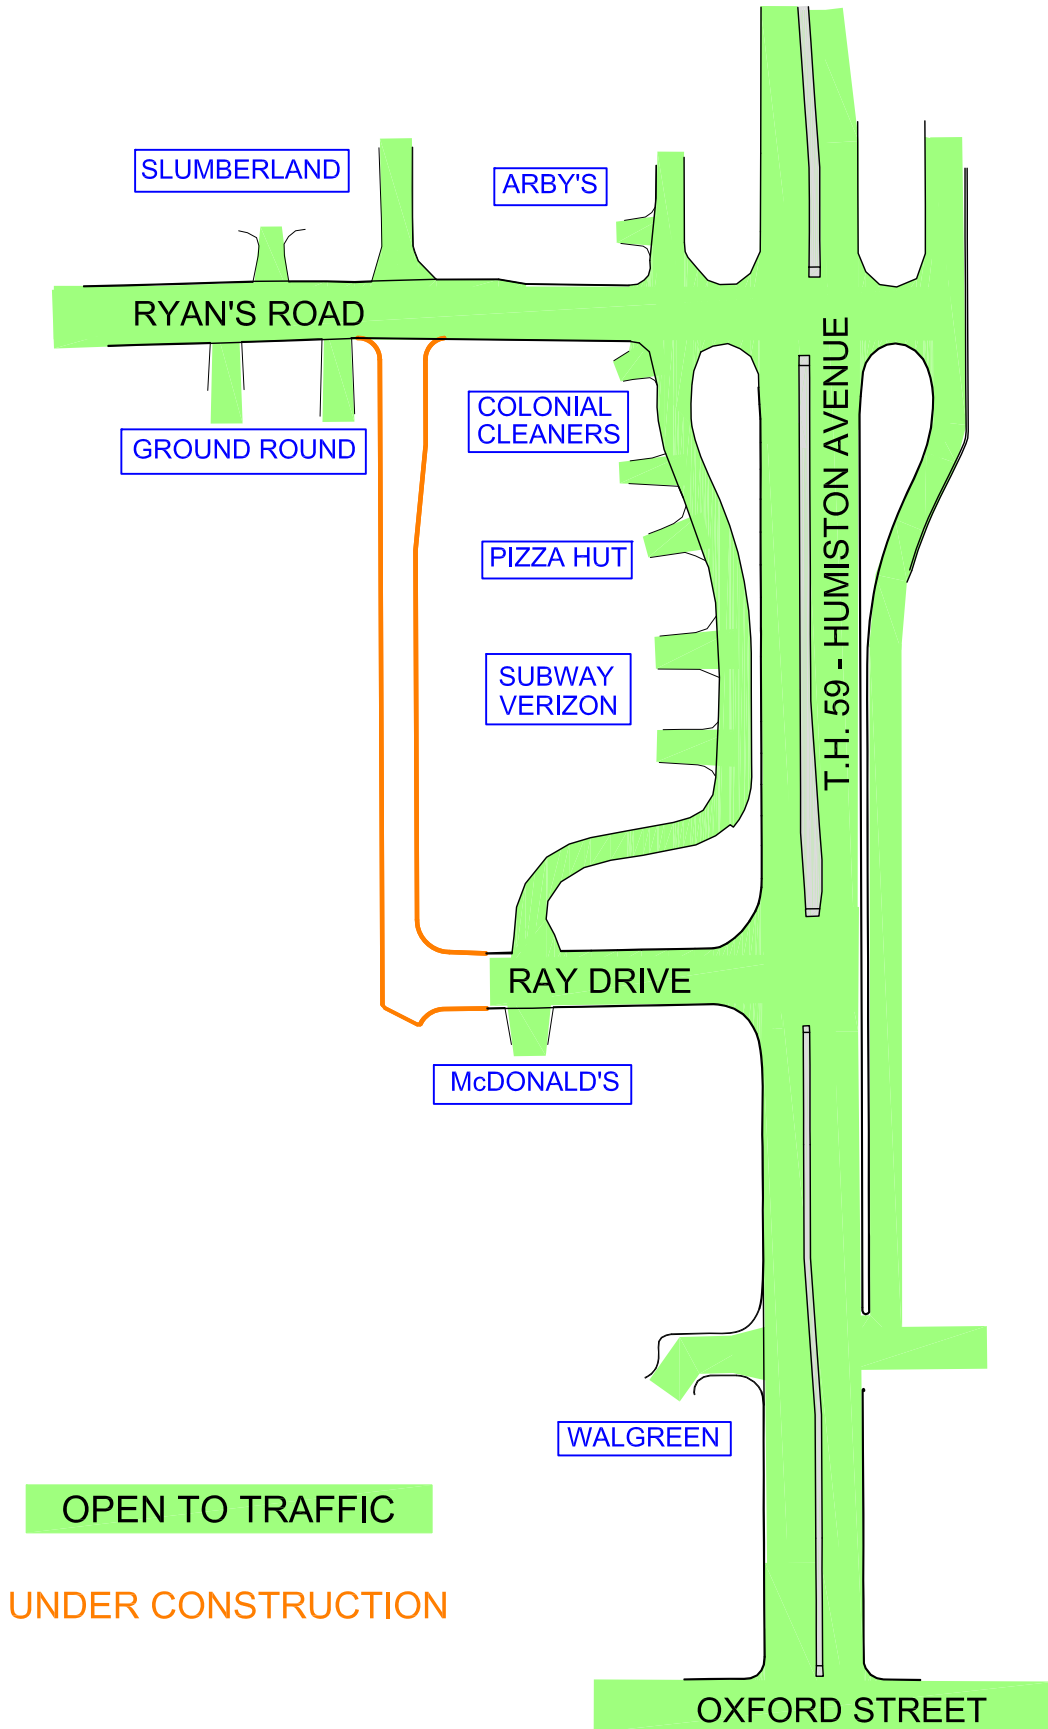 SLUMBERLAND
ARBY'S
RYAN'S ROAD
T.H. 59 - HUMISTON AVENUE
COLONIAL
CLEANERS
GROUND ROUND
PIZZA HUT
SUBWAY
VERIZON
RAY DRIVE
McDONALD'S
WALGREEN
OPEN TO TRAFFIC
UNDER CONSTRUCTION
OXFORD STREET